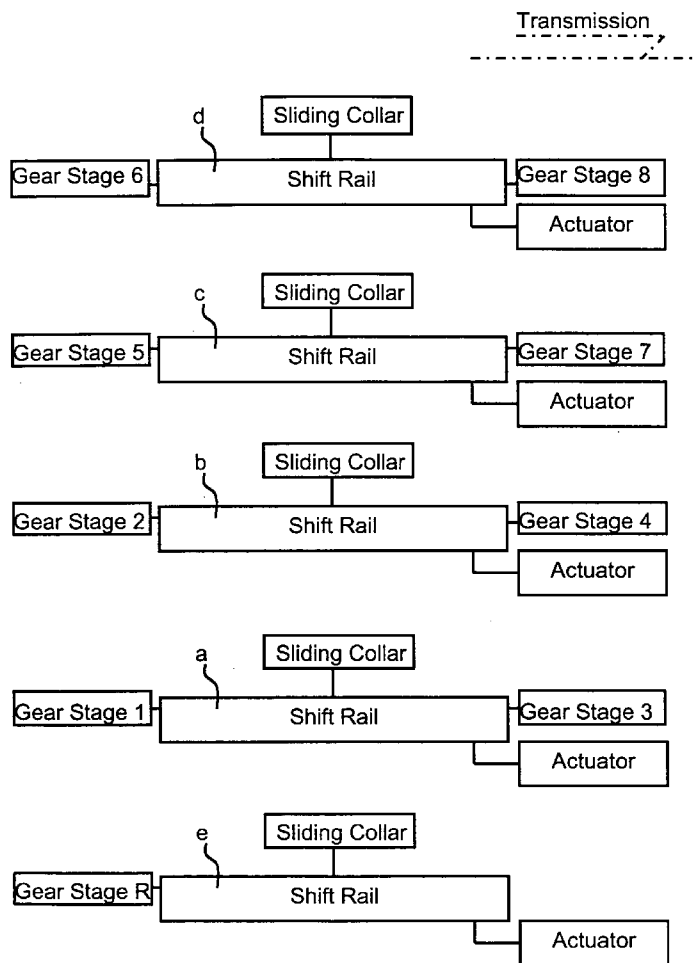 Transmission
d
Sliding Collar
Gear Stage 6
Shift Rail
Gear Stage 8
Actuator
c
Sliding Collar
Gear Stage 5
Shift Rail
Gear Stage 7
Actuator
b
Sliding Collar
Gear Stage 2
Shift Rail
Gear Stage 4
Actuator
a
Sliding Collar
Gear Stage 1
Shift Rail
Gear Stage 3
Actuator
e
Sliding Collar
Gear Stage R
Shift Rail
Actuator